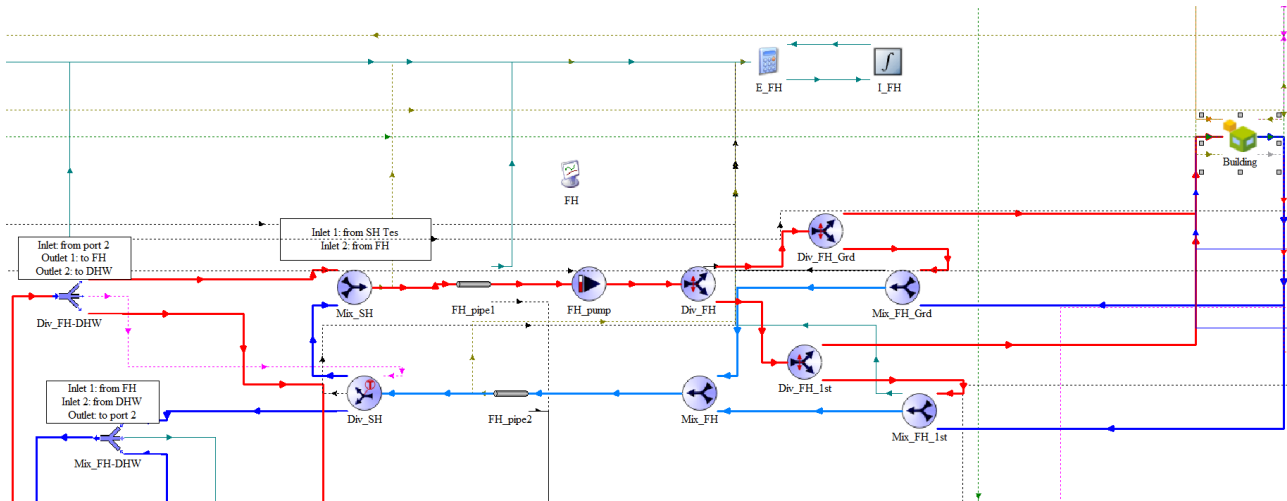 E_FH
I_FH
Building
FH
Inlet 1: from SH Tes
Inlet 2: from FH
Inlet: from port 2
Outlet 1: to FH
Outlet 2: to DHW
Div_FH-DHW
Mix_SH
FH_pipe1
FH_pump
Div_FH
Div_FH_Grd
Mix_FH_Grd
Div_FH_1st
Inlet 1: from FH
Inlet 2: from DHW
Outlet: to port 2
Mix_FH-DHW
Div_SH
T
FH_pipe2
Mix_FH
Mix_FH_1st